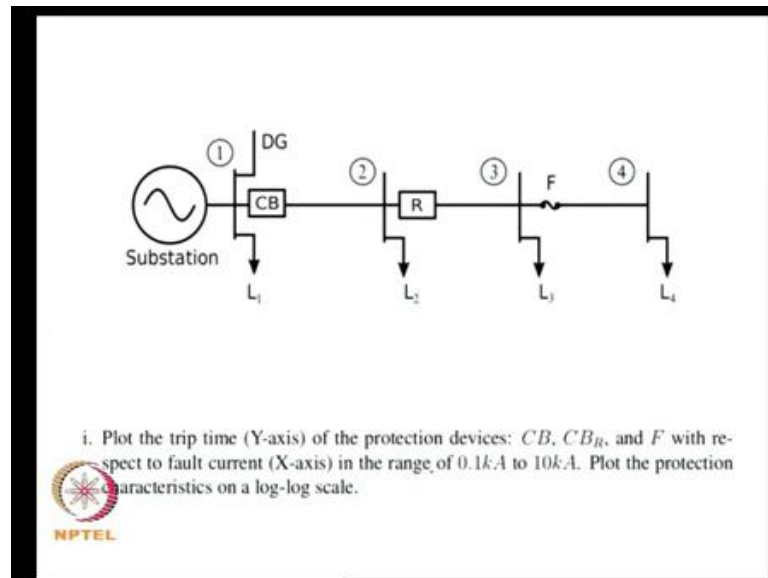 DG
①
②
③
④
F
CB
R
Substation
L₁
L₂
L₃
L₄
i. Plot the trip time (Y-axis) of the protection devices: CB, CB_R, and F with re-
spect to fault current (X-axis) in the range of 0.1kA to 10kA. Plot the protection
characteristics on a log-log scale.
NPTEL